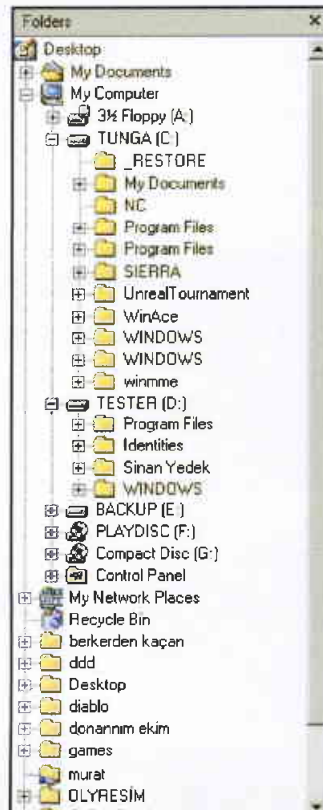 Folders
Desktop
My Documents
My Computer
3½ Floppy (A:)
TUNGA (C:)
_RESTORE
My Documents
NC
Program Files
Program Files
SIERRA
UnrealTournament
WinAce
WINDOWS
WINDOWS
winmme
TESTER (D:)
Program Files
Identities
Sinan Yedek
WINDOWS
BACKUP (E:)
PLAYDISC (F:)
Compact Disc (G:)
Control Panel
My Network Places
Recycle Bin
berkerden kaçan
ddd
Desktop
diablo
donannım ekim
games
murat
OLYRESİM